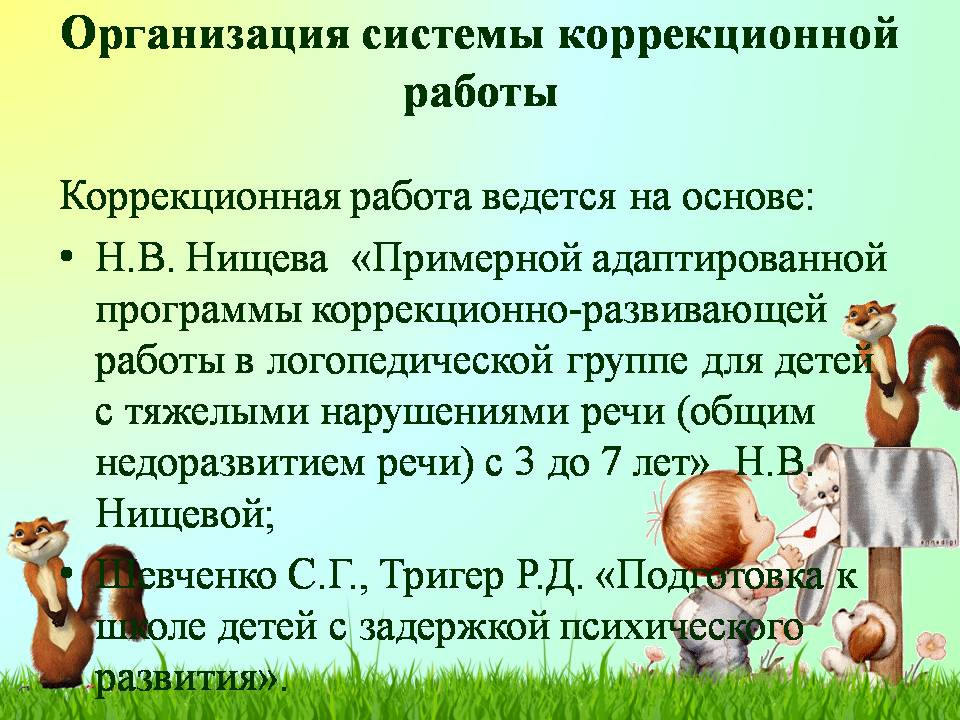 Организация системы коррекционной
работы
Коррекционная работа ведется на основе:
• Н.В. Нищева «Примерной адаптированной
программы коррекционно-развивающей
работы в логопедической группе для детей
с тяжелыми нарушениями речи (общим
недоразвитием речи) с 3 до 7 лет» Н.В.
Нищевой;
• Шевченко С.Г., Тригер Р.Д. «Подготовка к
школе детей с задержкой психического
развития».